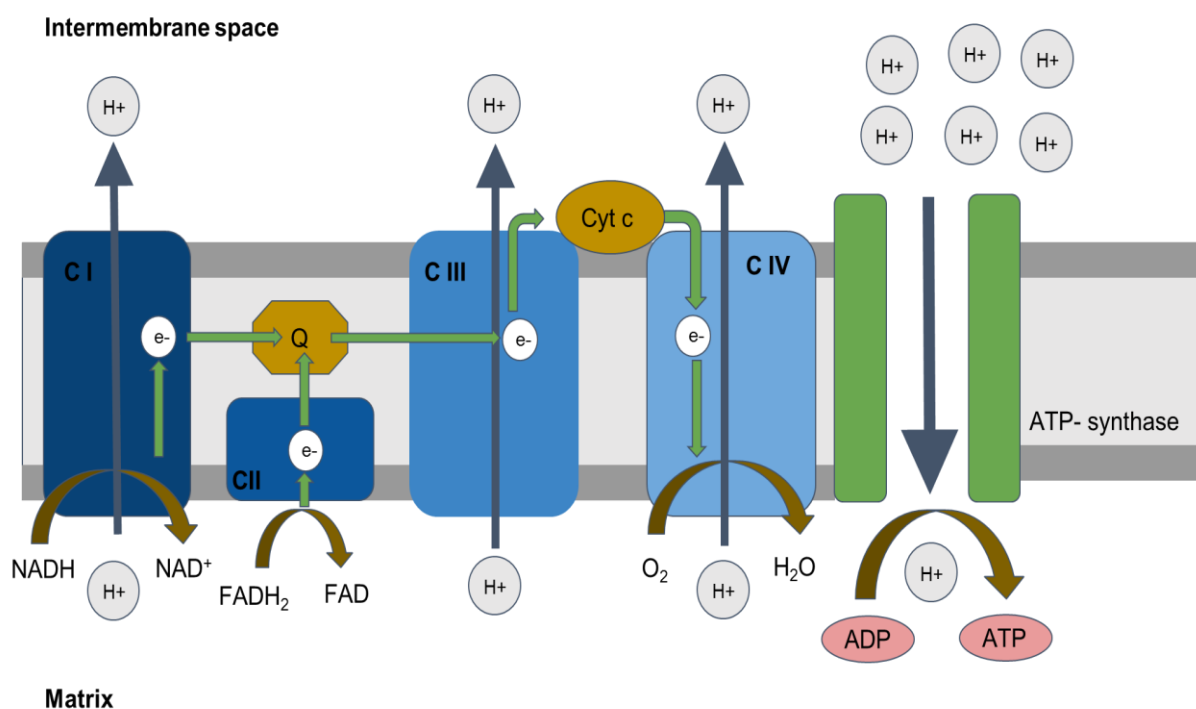 Intermembrane space
H+
H+
H+
H+
H+
H+
H+
H+
H+
Cyt c
C I
C III
C IV
e-
Q
e-
e-
ATP- synthase
e-
CII
NADH
NAD⁺
H+
FADH₂
FAD
H+
O₂
H₂O
H+
H+
ADP
ATP
Matrix